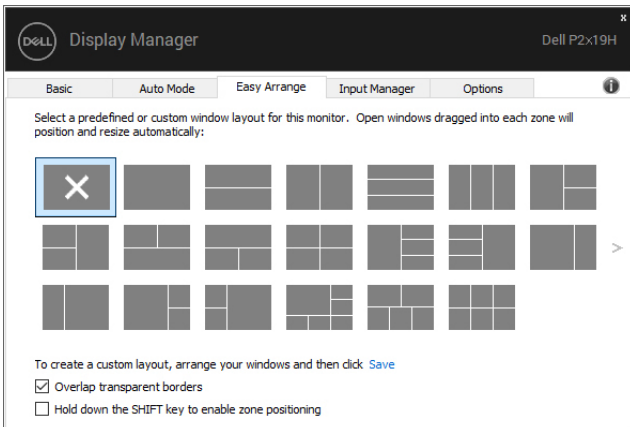 x
DELL Display Manager Dell P2x19H
Basic Auto Mode Easy Arrange Input Manager Options i
Select a predefined or custom window layout for this monitor. Open windows dragged into each zone will
position and resize automatically:
>
To create a custom layout, arrange your windows and then click Save
Overlap transparent borders
Hold down the SHIFT key to enable zone positioning